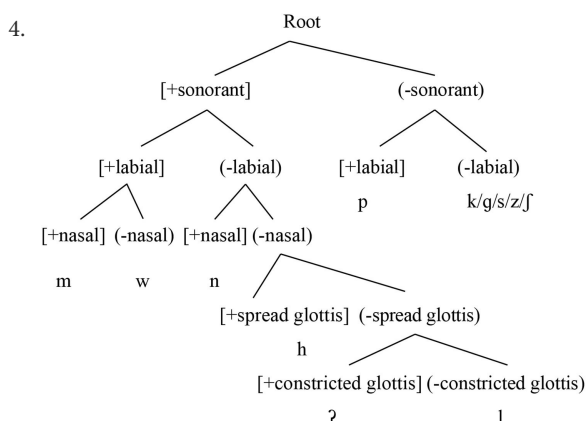 4.
Root
[+sonorant] (-sonorant)
[+labial] (-labial) [+labial] (-labial)
p k/ɡ/s/z/ʃ
[+nasal] (-nasal) [+nasal] (-nasal)
m w n
[+spread glottis] (-spread glottis)
h
[+constricted glottis] (-constricted glottis)
ʔ l